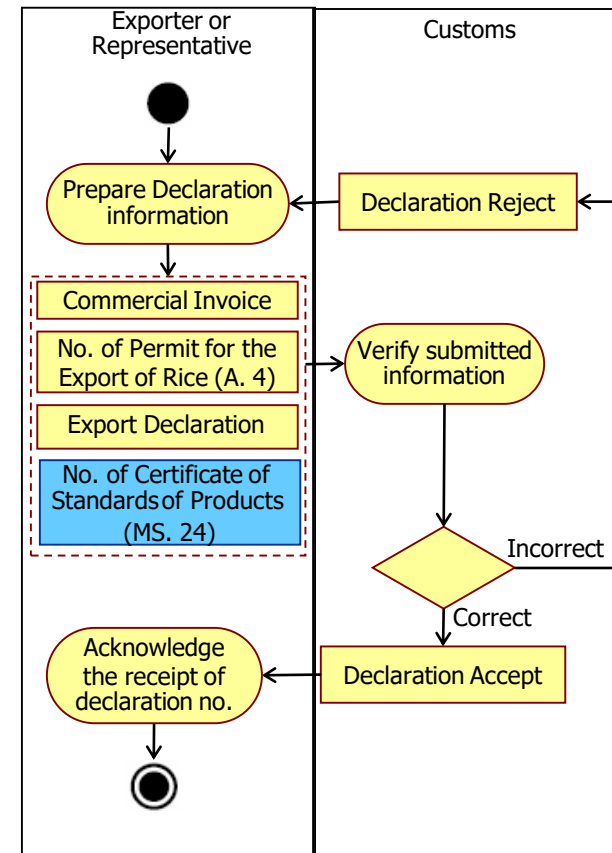 Exporter or
Representative
Customs
Prepare Declaration
information
Declaration Reject
Commercial Invoice
No. of Permit for the
Export of Rice (A. 4)
Verify submitted
information
Export Declaration
No. of Certificate of
Standards of Products
(MS. 24)
Incorrect
Correct
Acknowledge
the receipt of
declaration no.
Declaration Accept